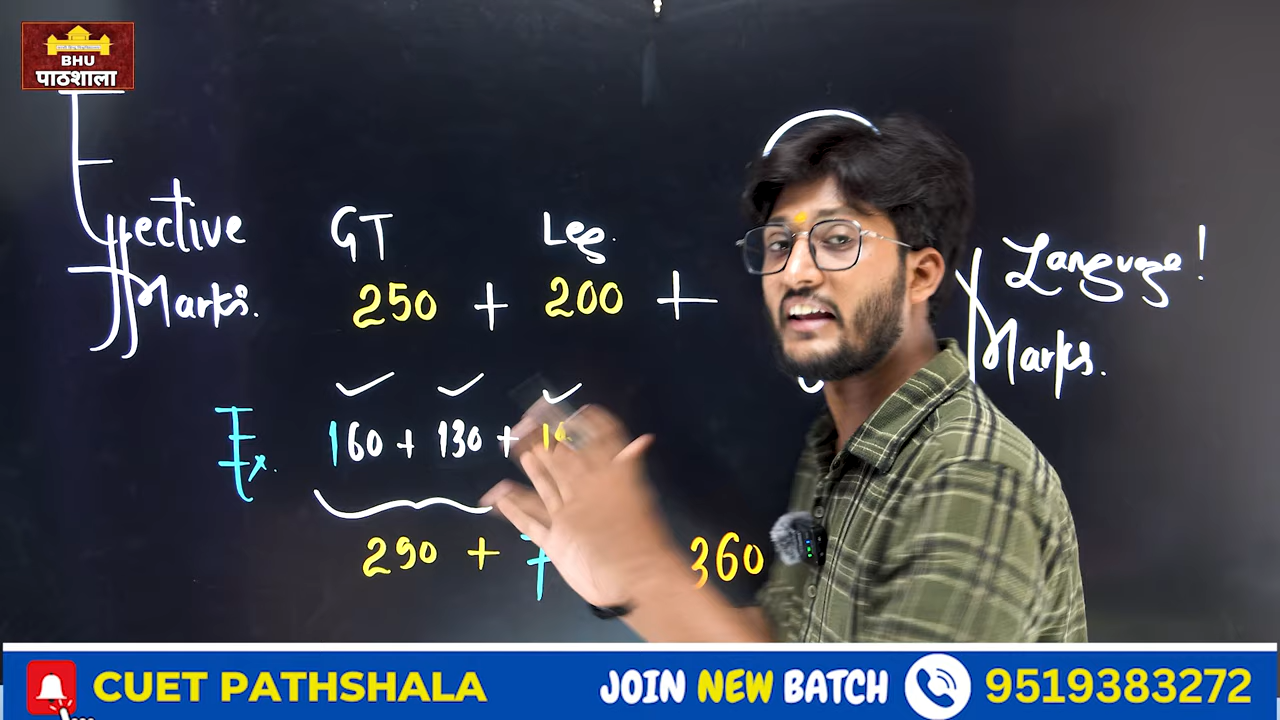 BHU
पाठशाला
Effective
Marks.
GT
Leg.
250 + 200 +
Language!
Marks.
Ex.
160 + 130 +
290 +
360
CUET PATHSHALA
JOIN NEW BATCH
9519383272